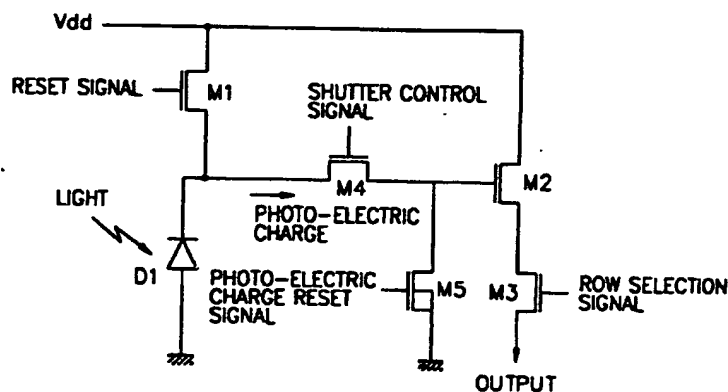 Vdd
RESET SIGNAL
M1
SHUTTER CONTROL
SIGNAL
M4
M2
LIGHT
PHOTO-ELECTRIC
CHARGE
D1
PHOTO-ELECTRIC
CHARGE RESET
SIGNAL
M5
M3
ROW SELECTION
SIGNAL
OUTPUT